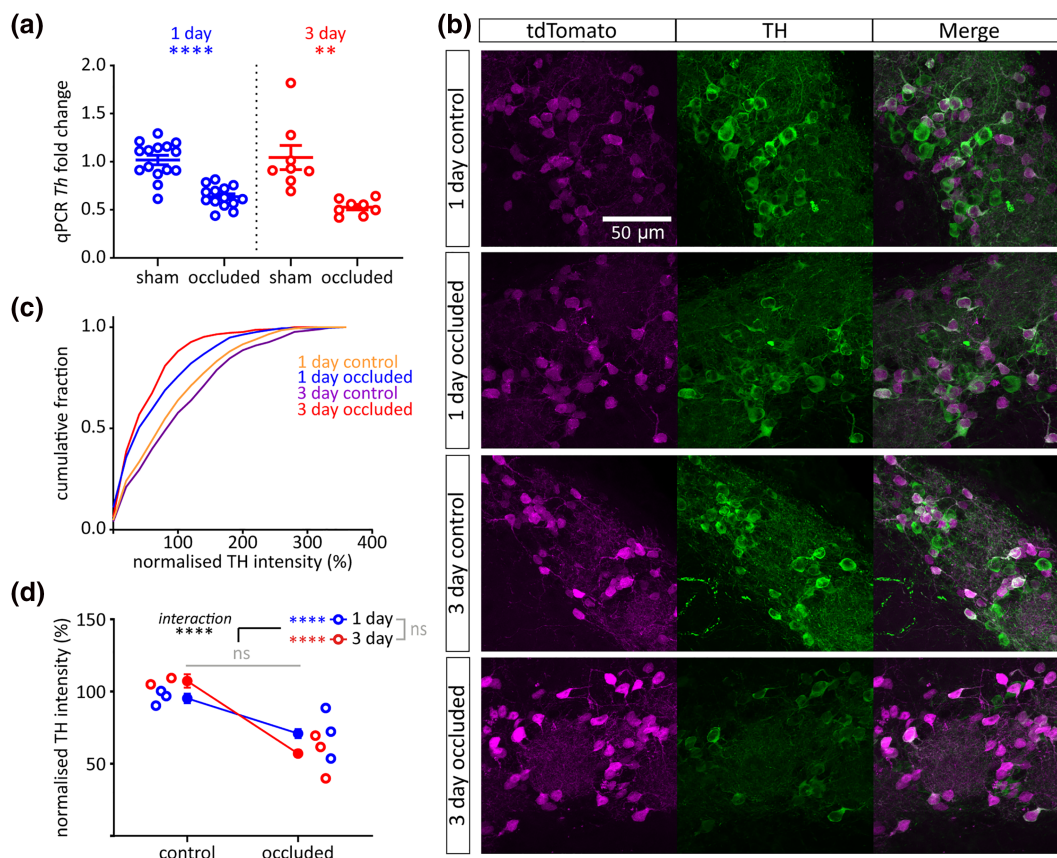 (a)
1 day
****
3 day
**
qPCR Th fold change
2.0
1.5
1.0
0.5
0.0
sham
occluded
sham
occluded
(b)
tdTomato
TH
Merge
1 day control
50 µm
1 day occluded
3 day control
3 day occluded
(c)
cumulative fraction
1.0
0.5
0.0
1 day control
1 day occluded
3 day control
3 day occluded
100
200
300
400
normalised TH intensity (%)
(d)
normalised TH intensity (%)
150
100
50
interaction
****
**** 1 day
**** 3 day
ns
ns
control
occluded